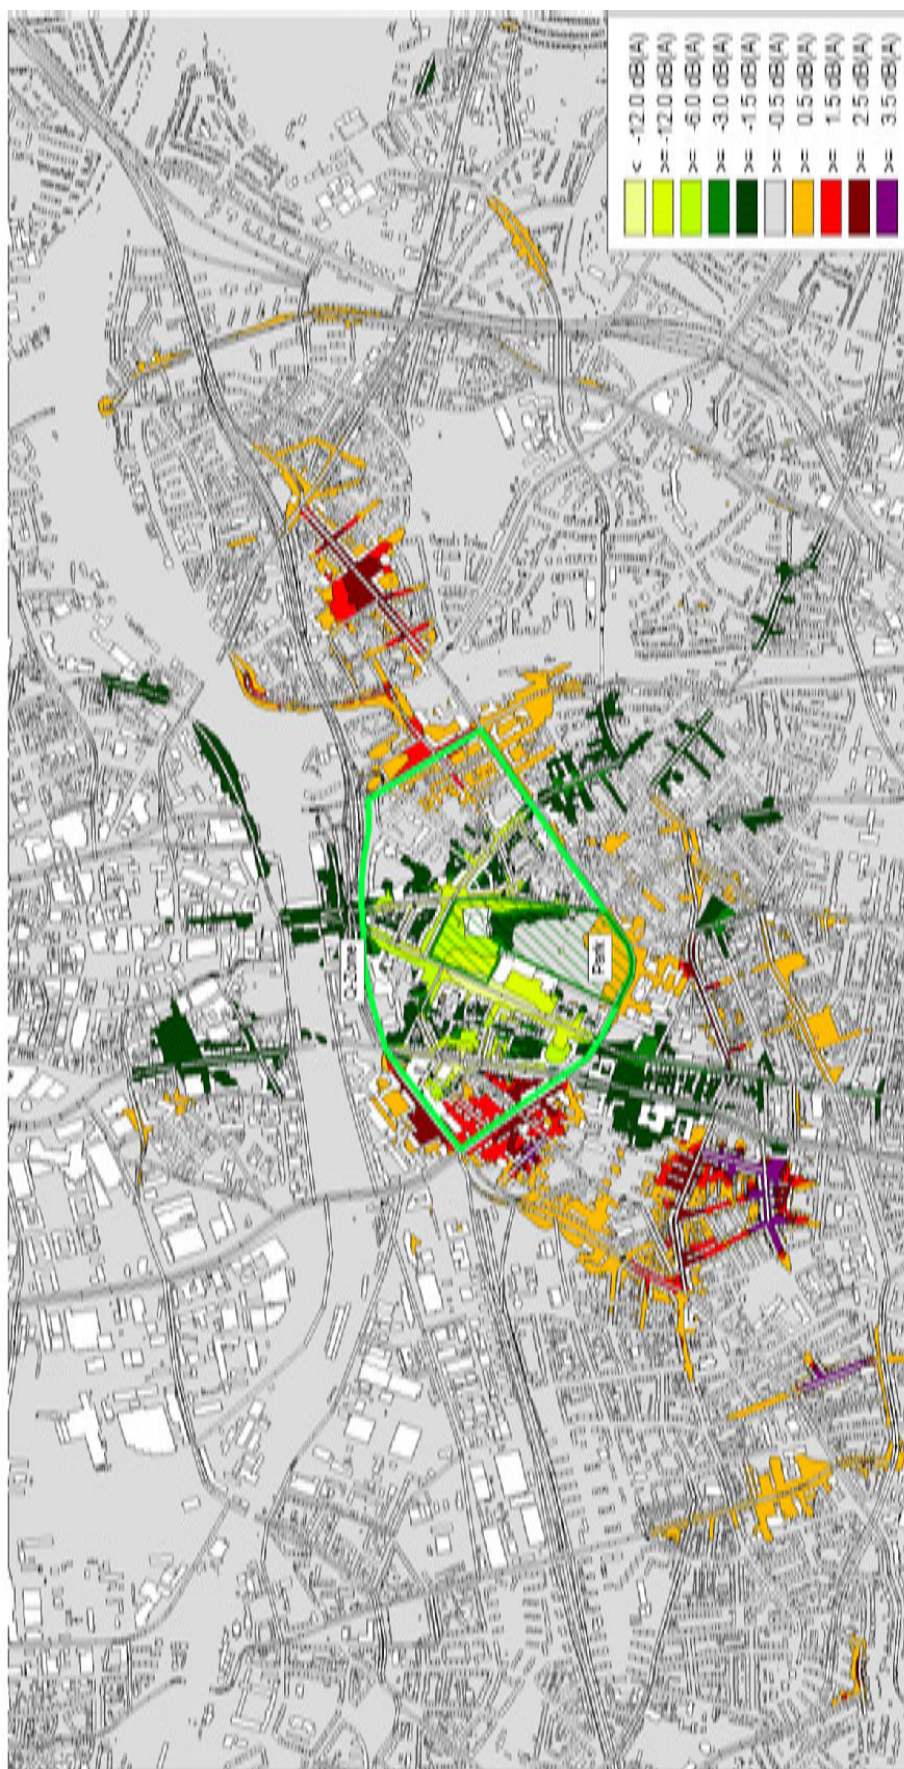 < -12.0 dB(A)
>= -12.0 dB(A)
>= -6.0 dB(A)
>= -3.0 dB(A)
>= -1.5 dB(A)
>= -0.5 dB(A)
>= 0.5 dB(A)
>= 1.5 dB(A)
>= 2.5 dB(A)
>= 3.5 dB(A)